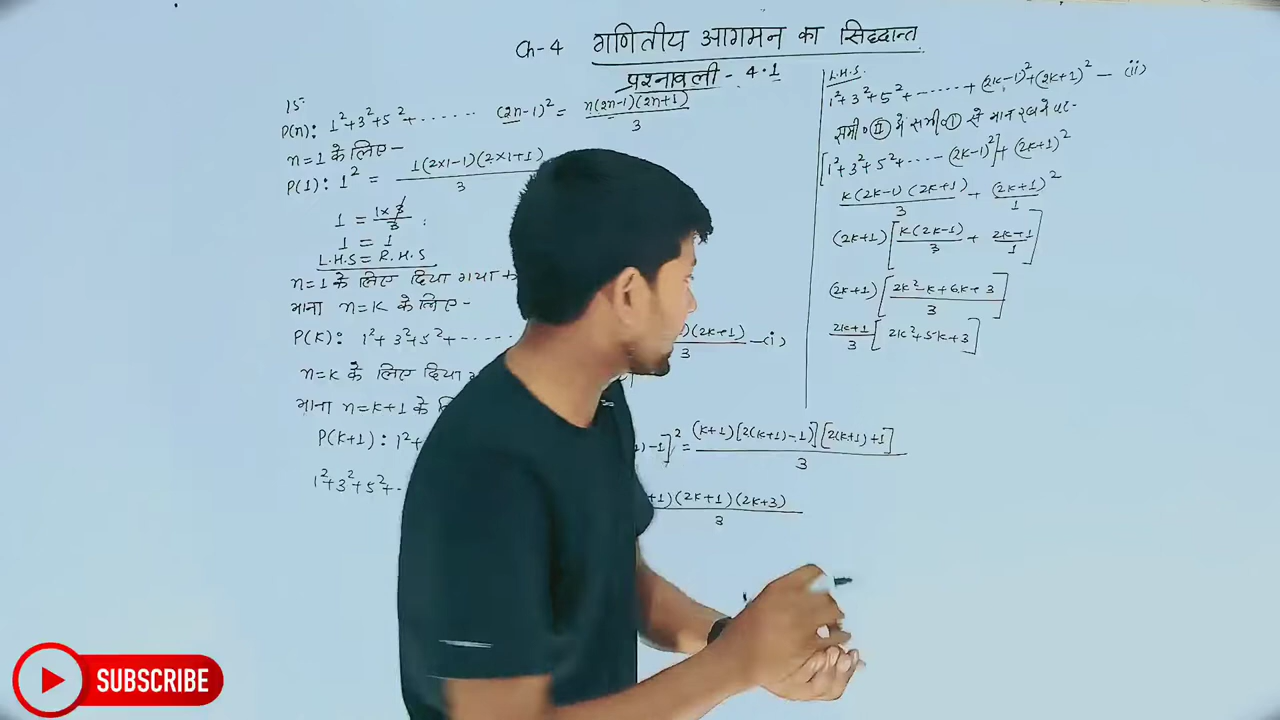 Ch-4 गणितीय आगमन का सिद्धान्त
प्रश्नावली - 4.1
15
P(n): 1²+3²+5²+....... (2n-1)² = n(2n-1)(2n+1)/3
n=1 के लिए-
P(1): 1² = 1(2×1-1)(2×1+1)/3
1 = 1×3/3
1 = 1
L.H.S = R.H.S
n=1 के लिए दिया गया
माना n=K के लिए-
P(K): 1²+3²+5²+...... )(2K+1)/3 -(i)
n=K के लिए दिया
माना n=K+1 के
P(K+1): 1²+ )-1]² = (K+1)[2(K+1)-1][2(K+1)+1]/3
1²+3²+5²+.. +1)(2K+1)(2K+3)/3
L.H.S.
1²+3²+5²+......+(2K-1)²+(2K+1)² - (ii)
समी० (II) में समी० (I) से मान रखने पर-
[1²+3²+5²+.....(2K-1)²]+(2K+1)²
K(2K-1)(2K+1)/3 + (2K+1)²/1
(2K+1)[K(2K-1)/3 + 2K+1/1]
(2K+1)[2K²-K+6K+3/3]
2K+1/3[2K²+5K+3]
SUBSCRIBE